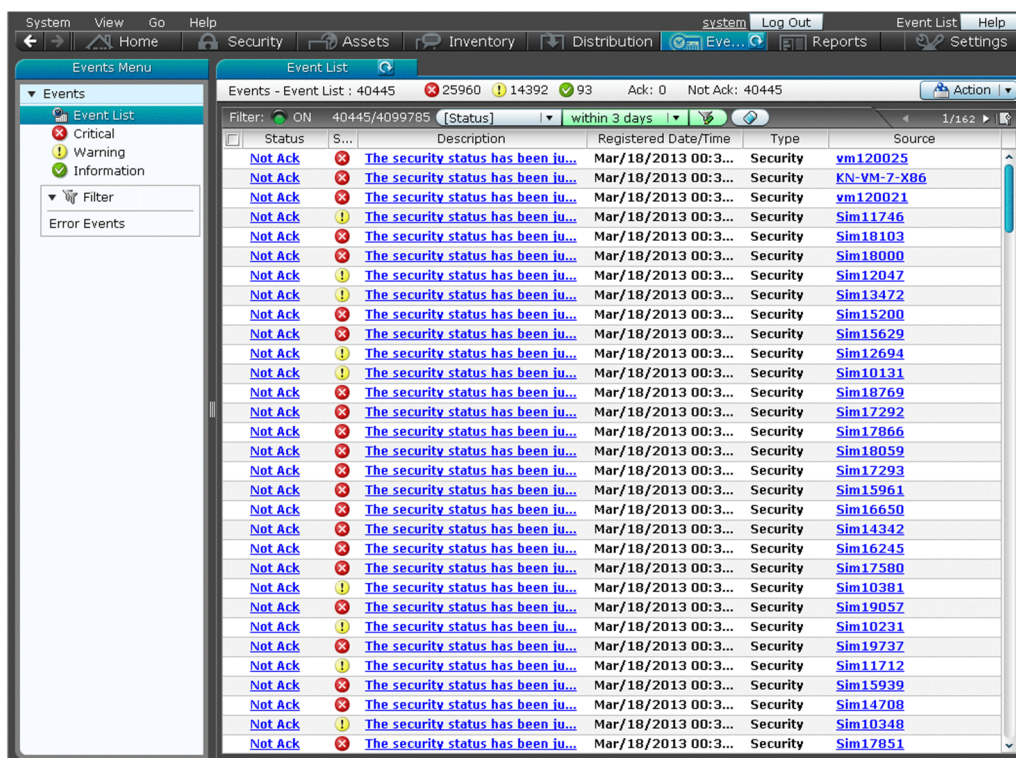 System View Go Help system Log Out Event List Help
Home Security Assets Inventory Distribution Eve... Reports Settings
Events Menu Event List
Events
Event List
Critical
Warning
Information
Filter
Error Events
Events - Event List : 40445 25960 14392 93 Ack: 0 Not Ack: 40445 Action
Filter: ON 40445/4099785 [Status] within 3 days 1/162
Status S... Description Registered Date/Time Type Source
Not Ack The security status has been ju... Mar/18/2013 00:3... Security vm120025
Not Ack The security status has been ju... Mar/18/2013 00:3... Security KN-VM-7-X86
Not Ack The security status has been ju... Mar/18/2013 00:3... Security vm120021
Not Ack The security status has been ju... Mar/18/2013 00:3... Security Sim11746
Not Ack The security status has been ju... Mar/18/2013 00:3... Security Sim18103
Not Ack The security status has been ju... Mar/18/2013 00:3... Security Sim18000
Not Ack The security status has been ju... Mar/18/2013 00:3... Security Sim12047
Not Ack The security status has been ju... Mar/18/2013 00:3... Security Sim13472
Not Ack The security status has been ju... Mar/18/2013 00:3... Security Sim15200
Not Ack The security status has been ju... Mar/18/2013 00:3... Security Sim15629
Not Ack The security status has been ju... Mar/18/2013 00:3... Security Sim12694
Not Ack The security status has been ju... Mar/18/2013 00:3... Security Sim10131
Not Ack The security status has been ju... Mar/18/2013 00:3... Security Sim18769
Not Ack The security status has been ju... Mar/18/2013 00:3... Security Sim17292
Not Ack The security status has been ju... Mar/18/2013 00:3... Security Sim17866
Not Ack The security status has been ju... Mar/18/2013 00:3... Security Sim18059
Not Ack The security status has been ju... Mar/18/2013 00:3... Security Sim17293
Not Ack The security status has been ju... Mar/18/2013 00:3... Security Sim15961
Not Ack The security status has been ju... Mar/18/2013 00:3... Security Sim16650
Not Ack The security status has been ju... Mar/18/2013 00:3... Security Sim14342
Not Ack The security status has been ju... Mar/18/2013 00:3... Security Sim16245
Not Ack The security status has been ju... Mar/18/2013 00:3... Security Sim17580
Not Ack The security status has been ju... Mar/18/2013 00:3... Security Sim10381
Not Ack The security status has been ju... Mar/18/2013 00:3... Security Sim19057
Not Ack The security status has been ju... Mar/18/2013 00:3... Security Sim10231
Not Ack The security status has been ju... Mar/18/2013 00:3... Security Sim19737
Not Ack The security status has been ju... Mar/18/2013 00:3... Security Sim11712
Not Ack The security status has been ju... Mar/18/2013 00:3... Security Sim15939
Not Ack The security status has been ju... Mar/18/2013 00:3... Security Sim14708
Not Ack The security status has been ju... Mar/18/2013 00:3... Security Sim10348
Not Ack The security status has been ju... Mar/18/2013 00:3... Security Sim17851